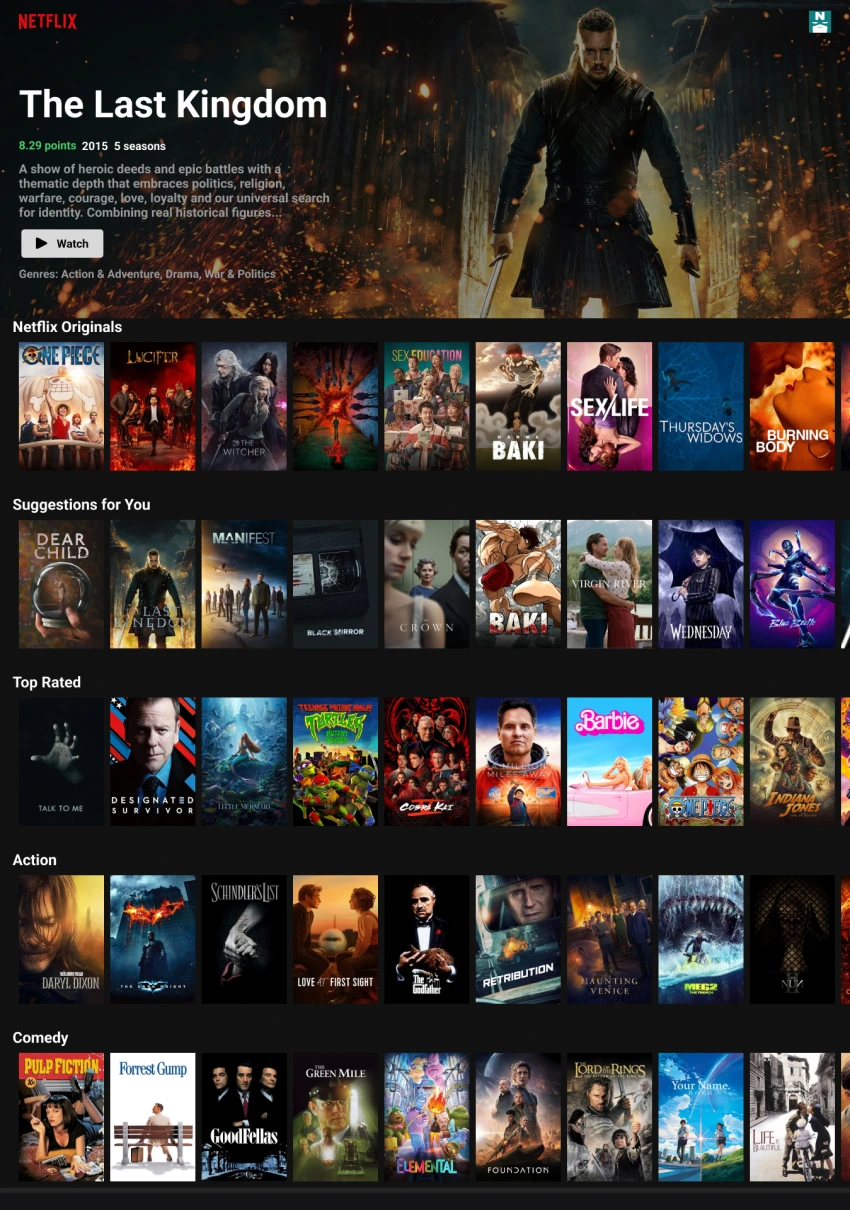 NETFLIX
N
The Last Kingdom
8.29 points 2015 5 seasons
A show of heroic deeds and epic battles with a
thematic depth that embraces politics, religion,
warfare, courage, love, loyalty and our universal search
for identity. Combining real historical figures...
Watch
Genres: Action & Adventure, Drama, War & Politics
Netflix Originals
ONE PIECE
LUCIFER
THE
WITCHER
SEX EDUCATION
BAKI
SEX/LIFE
THURSDAY'S
WIDOWS
BURNING
BODY
Suggestions for You
DEAR
CHILD
THE LAST
KINGDOM
MANIFEST
BLACK MIRROR
CROWN
BAKI
VIRGIN RIVER
WEDNESDAY
Blue Beetle
Top Rated
TALK TO ME
DESIGNATED
SURVIVOR
LITTLE MERMAID
TEENAGE MUTANT NINJA
TURTLES
COBRA KAI
A MILLION
MILES AWAY
Barbie
ONE PIECE
INDIANA
JONES
Action
DARYL DIXON
THE DARK KNIGHT
SCHINDLER'S LIST
LOVE AT FIRST SIGHT
The
Godfather
RETRIBUTION
HAUNTING
VENICE
MEG2
THE TRENCH
NUN
II
Comedy
PULP FICTION
10¢
Forrest Gump
GoodFellas
THE
GREEN MILE
ELEMENTAL
FOUNDATION
THE
LORD OF THE RINGS
THE RETURN OF THE KING
Your Name.
LIFE
IS
BEAUTIFUL